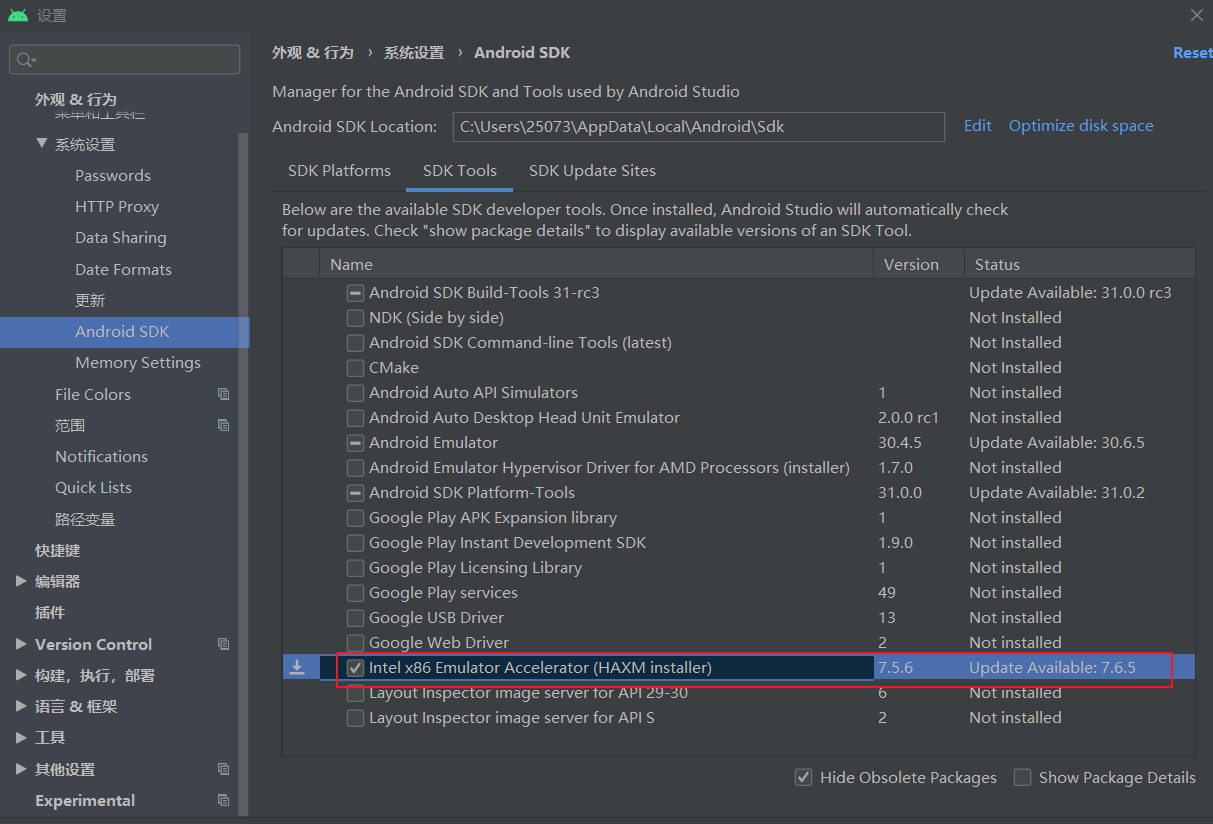 设置
外观 & 行为 › 系统设置 › Android SDK
Reset
Manager for the Android SDK and Tools used by Android Studio
Android SDK Location:
C:\Users\25073\AppData\Local\Android\Sdk
Edit
Optimize disk space
SDK Platforms
SDK Tools
SDK Update Sites
Below are the available SDK developer tools. Once installed, Android Studio will automatically check
for updates. Check "show package details" to display available versions of an SDK Tool.
外观 & 行为
菜单和工具栏
系统设置
Passwords
HTTP Proxy
Data Sharing
Date Formats
更新
Android SDK
Memory Settings
File Colors
范围
Notifications
Quick Lists
路径变量
快捷键
编辑器
插件
Version Control
构建，执行，部署
语言 & 框架
工具
其他设置
Experimental
Name Version Status
Android SDK Build-Tools 31-rc3 Update Available: 31.0.0 rc3
NDK (Side by side) Not Installed
Android SDK Command-line Tools (latest) Not Installed
CMake Not Installed
Android Auto API Simulators 1 Not installed
Android Auto Desktop Head Unit Emulator 2.0.0 rc1 Not installed
Android Emulator 30.4.5 Update Available: 30.6.5
Android Emulator Hypervisor Driver for AMD Processors (installer) 1.7.0 Not installed
Android SDK Platform-Tools 31.0.0 Update Available: 31.0.2
Google Play APK Expansion library 1 Not installed
Google Play Instant Development SDK 1.9.0 Not installed
Google Play Licensing Library 1 Not installed
Google Play services 49 Not installed
Google USB Driver 13 Not installed
Google Web Driver 2 Not installed
Intel x86 Emulator Accelerator (HAXM installer) 7.5.6 Update Available: 7.6.5
Layout Inspector image server for API 29-30 6 Not installed
Layout Inspector image server for API S 2 Not installed
Hide Obsolete Packages
Show Package Details